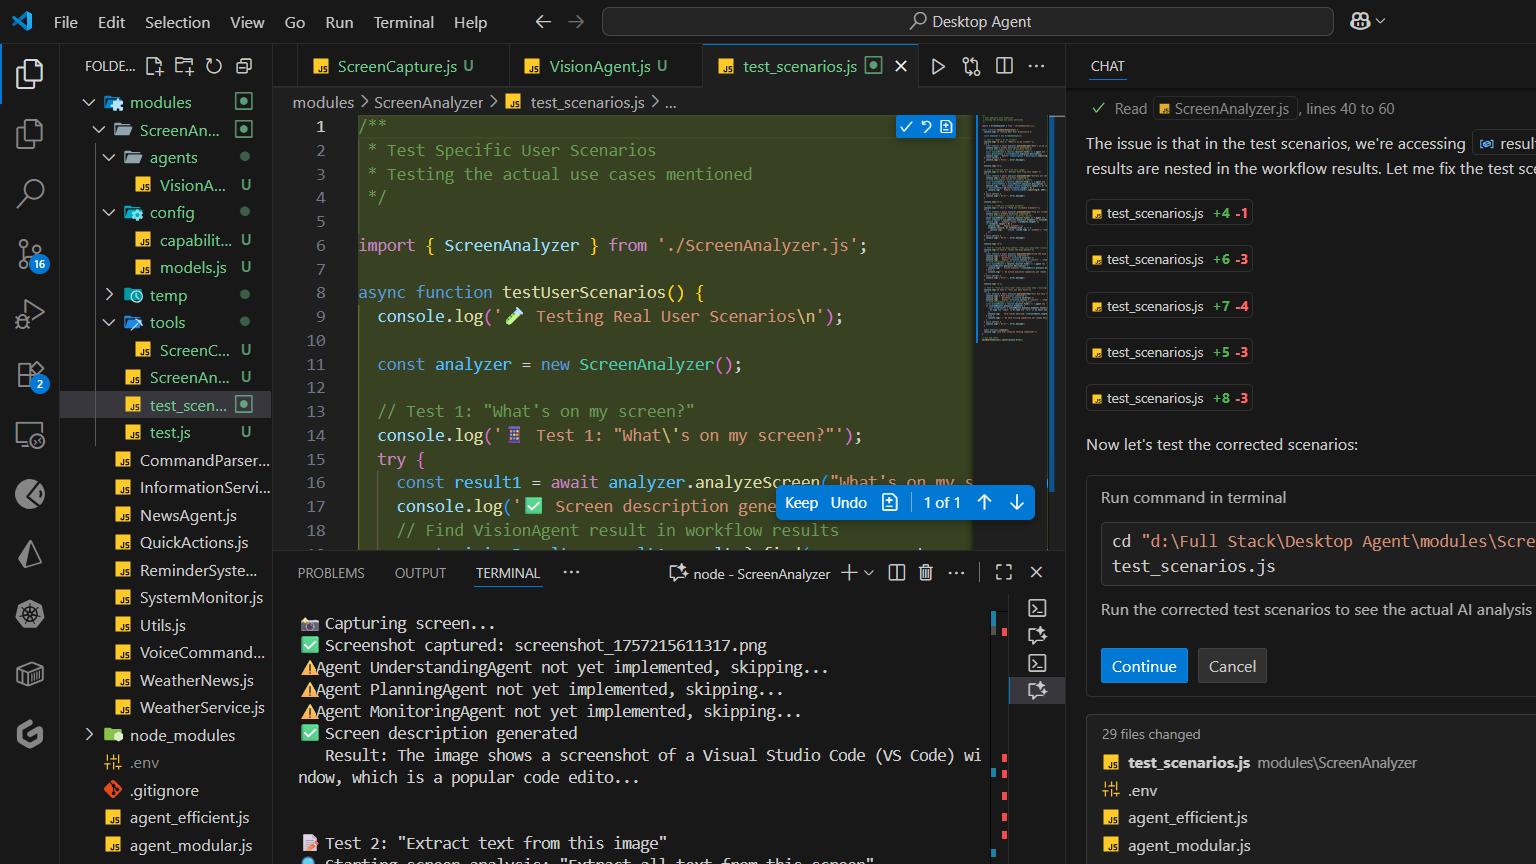 File Edit Selection View Go Run Terminal Help
Desktop Agent
FOLDE...
modules
ScreenAn...
agents
VisionA... U
config
capabilit... U
models.js U
temp
tools
ScreenC... U
ScreenAn... U
test_scen...
test.js U
CommandParser...
InformationServi...
NewsAgent.js
QuickActions.js
ReminderSyste...
SystemMonitor.js
Utils.js
VoiceCommand...
WeatherNews.js
WeatherService.js
node_modules
.env
.gitignore
agent_efficient.js
agent_modular.js
16
2
ScreenCapture.js U
VisionAgent.js U
test_scenarios.js
modules > ScreenAnalyzer > test_scenarios.js > ...
1 /**
2 * Test Specific User Scenarios
3 * Testing the actual use cases mentioned
4 */
5
6 import { ScreenAnalyzer } from './ScreenAnalyzer.js';
7
8 async function testUserScenarios() {
9 console.log('🧪 Testing Real User Scenarios\n');
10
11 const analyzer = new ScreenAnalyzer();
12
13 // Test 1: "What's on my screen?"
14 console.log('📱 Test 1: "What\'s on my screen?"');
15 try {
16 const result1 = await analyzer.analyzeScreen("What's on my s
17 console.log('✅ Screen description gene
18 // Find VisionAgent result in workflow results
Keep Undo 1 of 1
PROBLEMS OUTPUT TERMINAL ...
node - ScreenAnalyzer
📸 Capturing screen...
✅ Screenshot captured: screenshot_1757215611317.png
⚠️Agent UnderstandingAgent not yet implemented, skipping...
⚠️Agent PlanningAgent not yet implemented, skipping...
⚠️Agent MonitoringAgent not yet implemented, skipping...
✅ Screen description generated
Result: The image shows a screenshot of a Visual Studio Code (VS Code) wi
ndow, which is a popular code edito...
📝 Test 2: "Extract text from this image"
🔍 Starting screen analysis: "Extract all text from this screen"
CHAT
Read ScreenAnalyzer.js, lines 40 to 60
The issue is that in the test scenarios, we're accessing resul
results are nested in the workflow results. Let me fix the test sce
test_scenarios.js +4 -1
test_scenarios.js +6 -3
test_scenarios.js +7 -4
test_scenarios.js +5 -3
test_scenarios.js +8 -3
Now let's test the corrected scenarios:
Run command in terminal
cd "d:\Full Stack\Desktop Agent\modules\Scre
test_scenarios.js
Run the corrected test scenarios to see the actual AI analysis
Continue Cancel
29 files changed
test_scenarios.js modules\ScreenAnalyzer
.env
agent_efficient.js
agent_modular.js